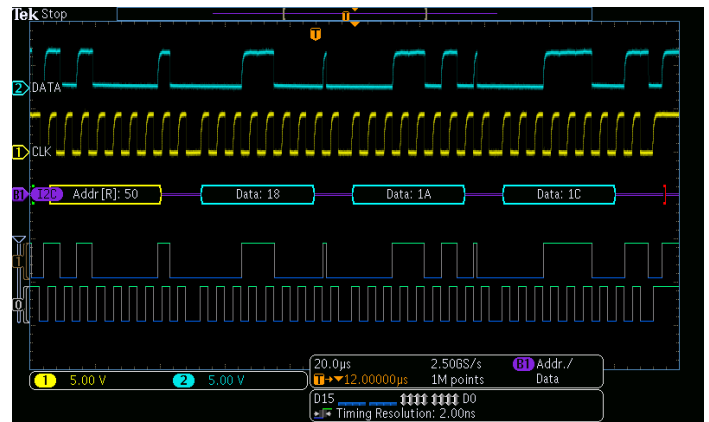 Tek Stop
T
T
2 DATA
1 CLK
B1 I2C Addr[R]: 50 Data: 18 Data: 1A Data: 1C
1
0
1 5.00 V 2 5.00 V
20.0μs 2.50GS/s B1 Addr./
T→▼12.00000μs 1M points Data
D15 D0
Timing Resolution: 2.00ns